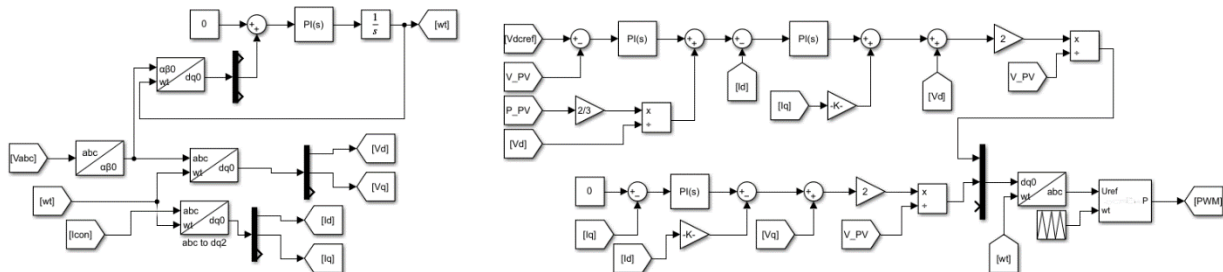 0
+
+
PI(s)
1
s
[wt]
αβ0
wt
dq0
[Vabc]
abc
αβ0
abc
wt
dq0
[Vd]
[Vq]
[wt]
[Icon]
abc
wt
dq0
abc to dq2
[Id]
[Iq]
[Vdcref]
+
−
PI(s)
+
+
+
−
PI(s)
+
+
+
+
2
x
÷
V_PV
V_PV
P_PV
2/3
x
÷
[Vd]
[Id]
[Iq]
-K-
[Vd]
0
+
−
PI(s)
+
−
+
+
2
x
÷
[Iq]
[Id]
-K-
[Vq]
V_PV
dq0
wt
abc
[wt]
Uref
wt
P
[PWM]